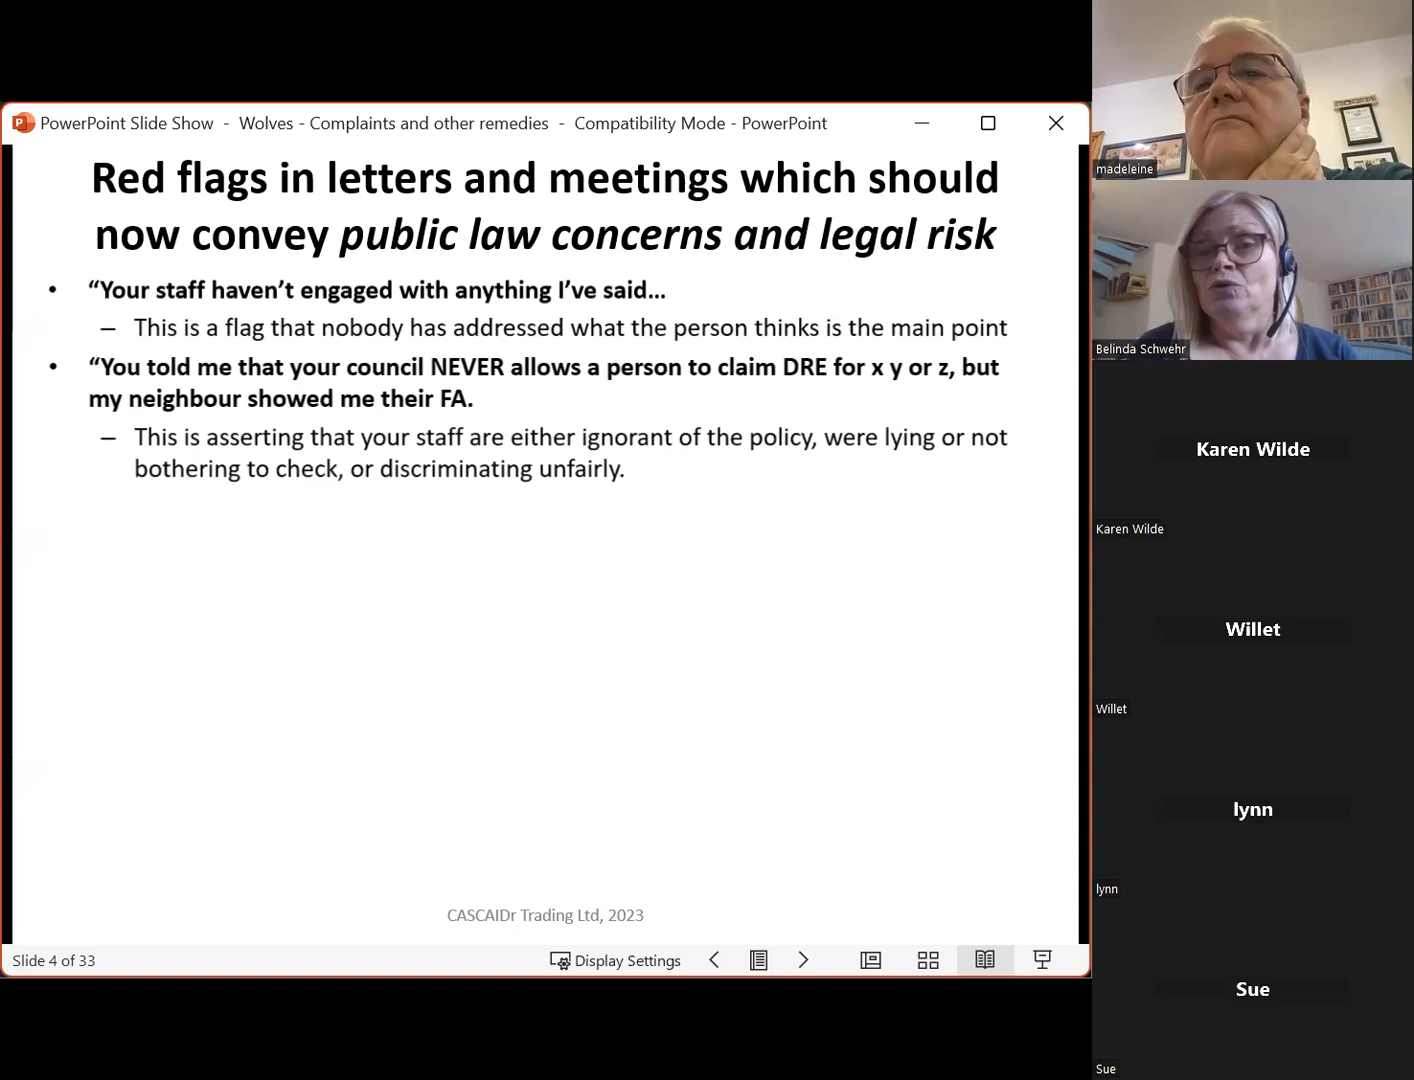 PowerPoint Slide Show - Wolves - Complaints and other remedies - Compatibility Mode - PowerPoint
Red flags in letters and meetings which should
now convey public law concerns and legal risk
• “Your staff haven’t engaged with anything I’ve said…
– This is a flag that nobody has addressed what the person thinks is the main point
• “You told me that your council NEVER allows a person to claim DRE for x y or z, but
my neighbour showed me their FA.
– This is asserting that your staff are either ignorant of the policy, were lying or not
bothering to check, or discriminating unfairly.
CASCAIDr Trading Ltd, 2023
Slide 4 of 33
Display Settings
madeleine
Belinda Schwehr
Karen Wilde
Karen Wilde
Willet
Willet
lynn
lynn
Sue
Sue